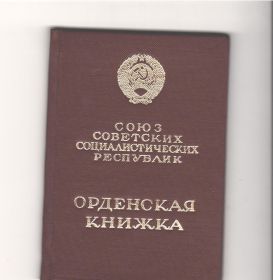 СОЮЗ
СОВЕТСКИХ
СОЦИАЛИСТИЧЕСКИХ
РЕСПУБЛИК
ОРДЕНСКАЯ
КНИЖКА